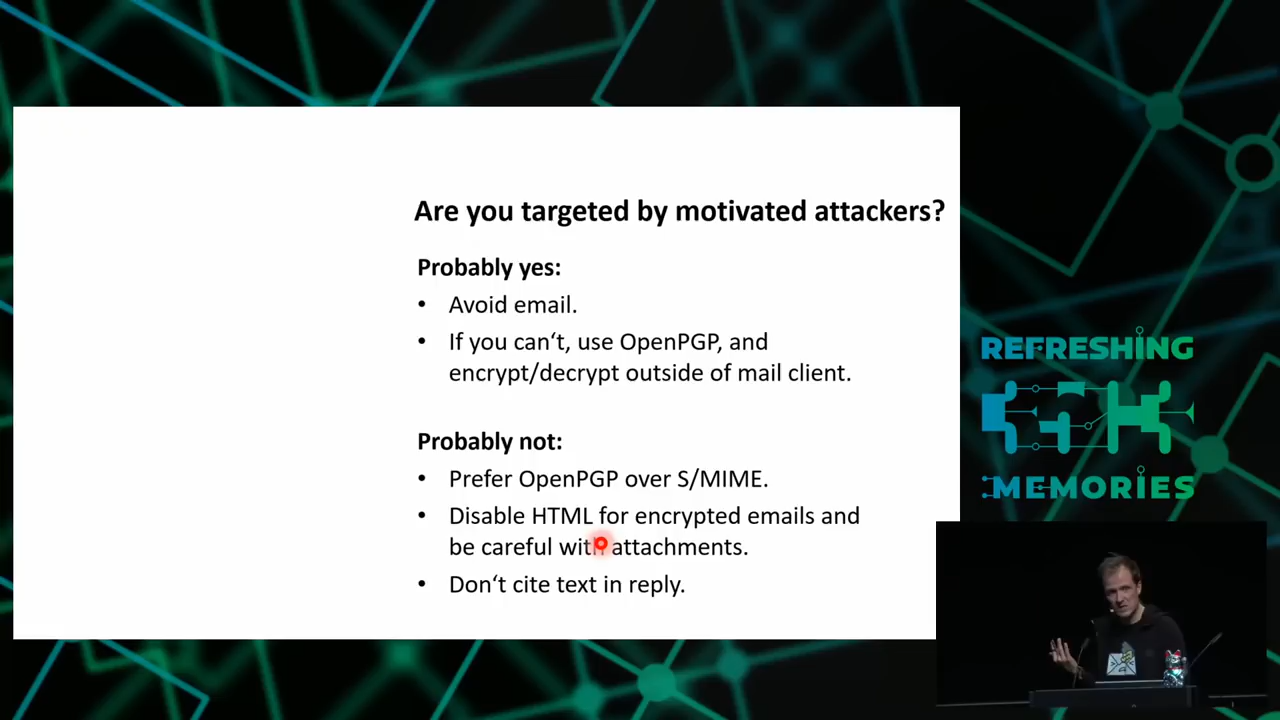 Are you targeted by motivated attackers?
Probably yes:
• Avoid email.
• If you can‘t, use OpenPGP, and
encrypt/decrypt outside of mail client.
Probably not:
• Prefer OpenPGP over S/MIME.
• Disable HTML for encrypted emails and
be careful with attachments.
• Don‘t cite text in reply.
REFRESHING
MEMORIES